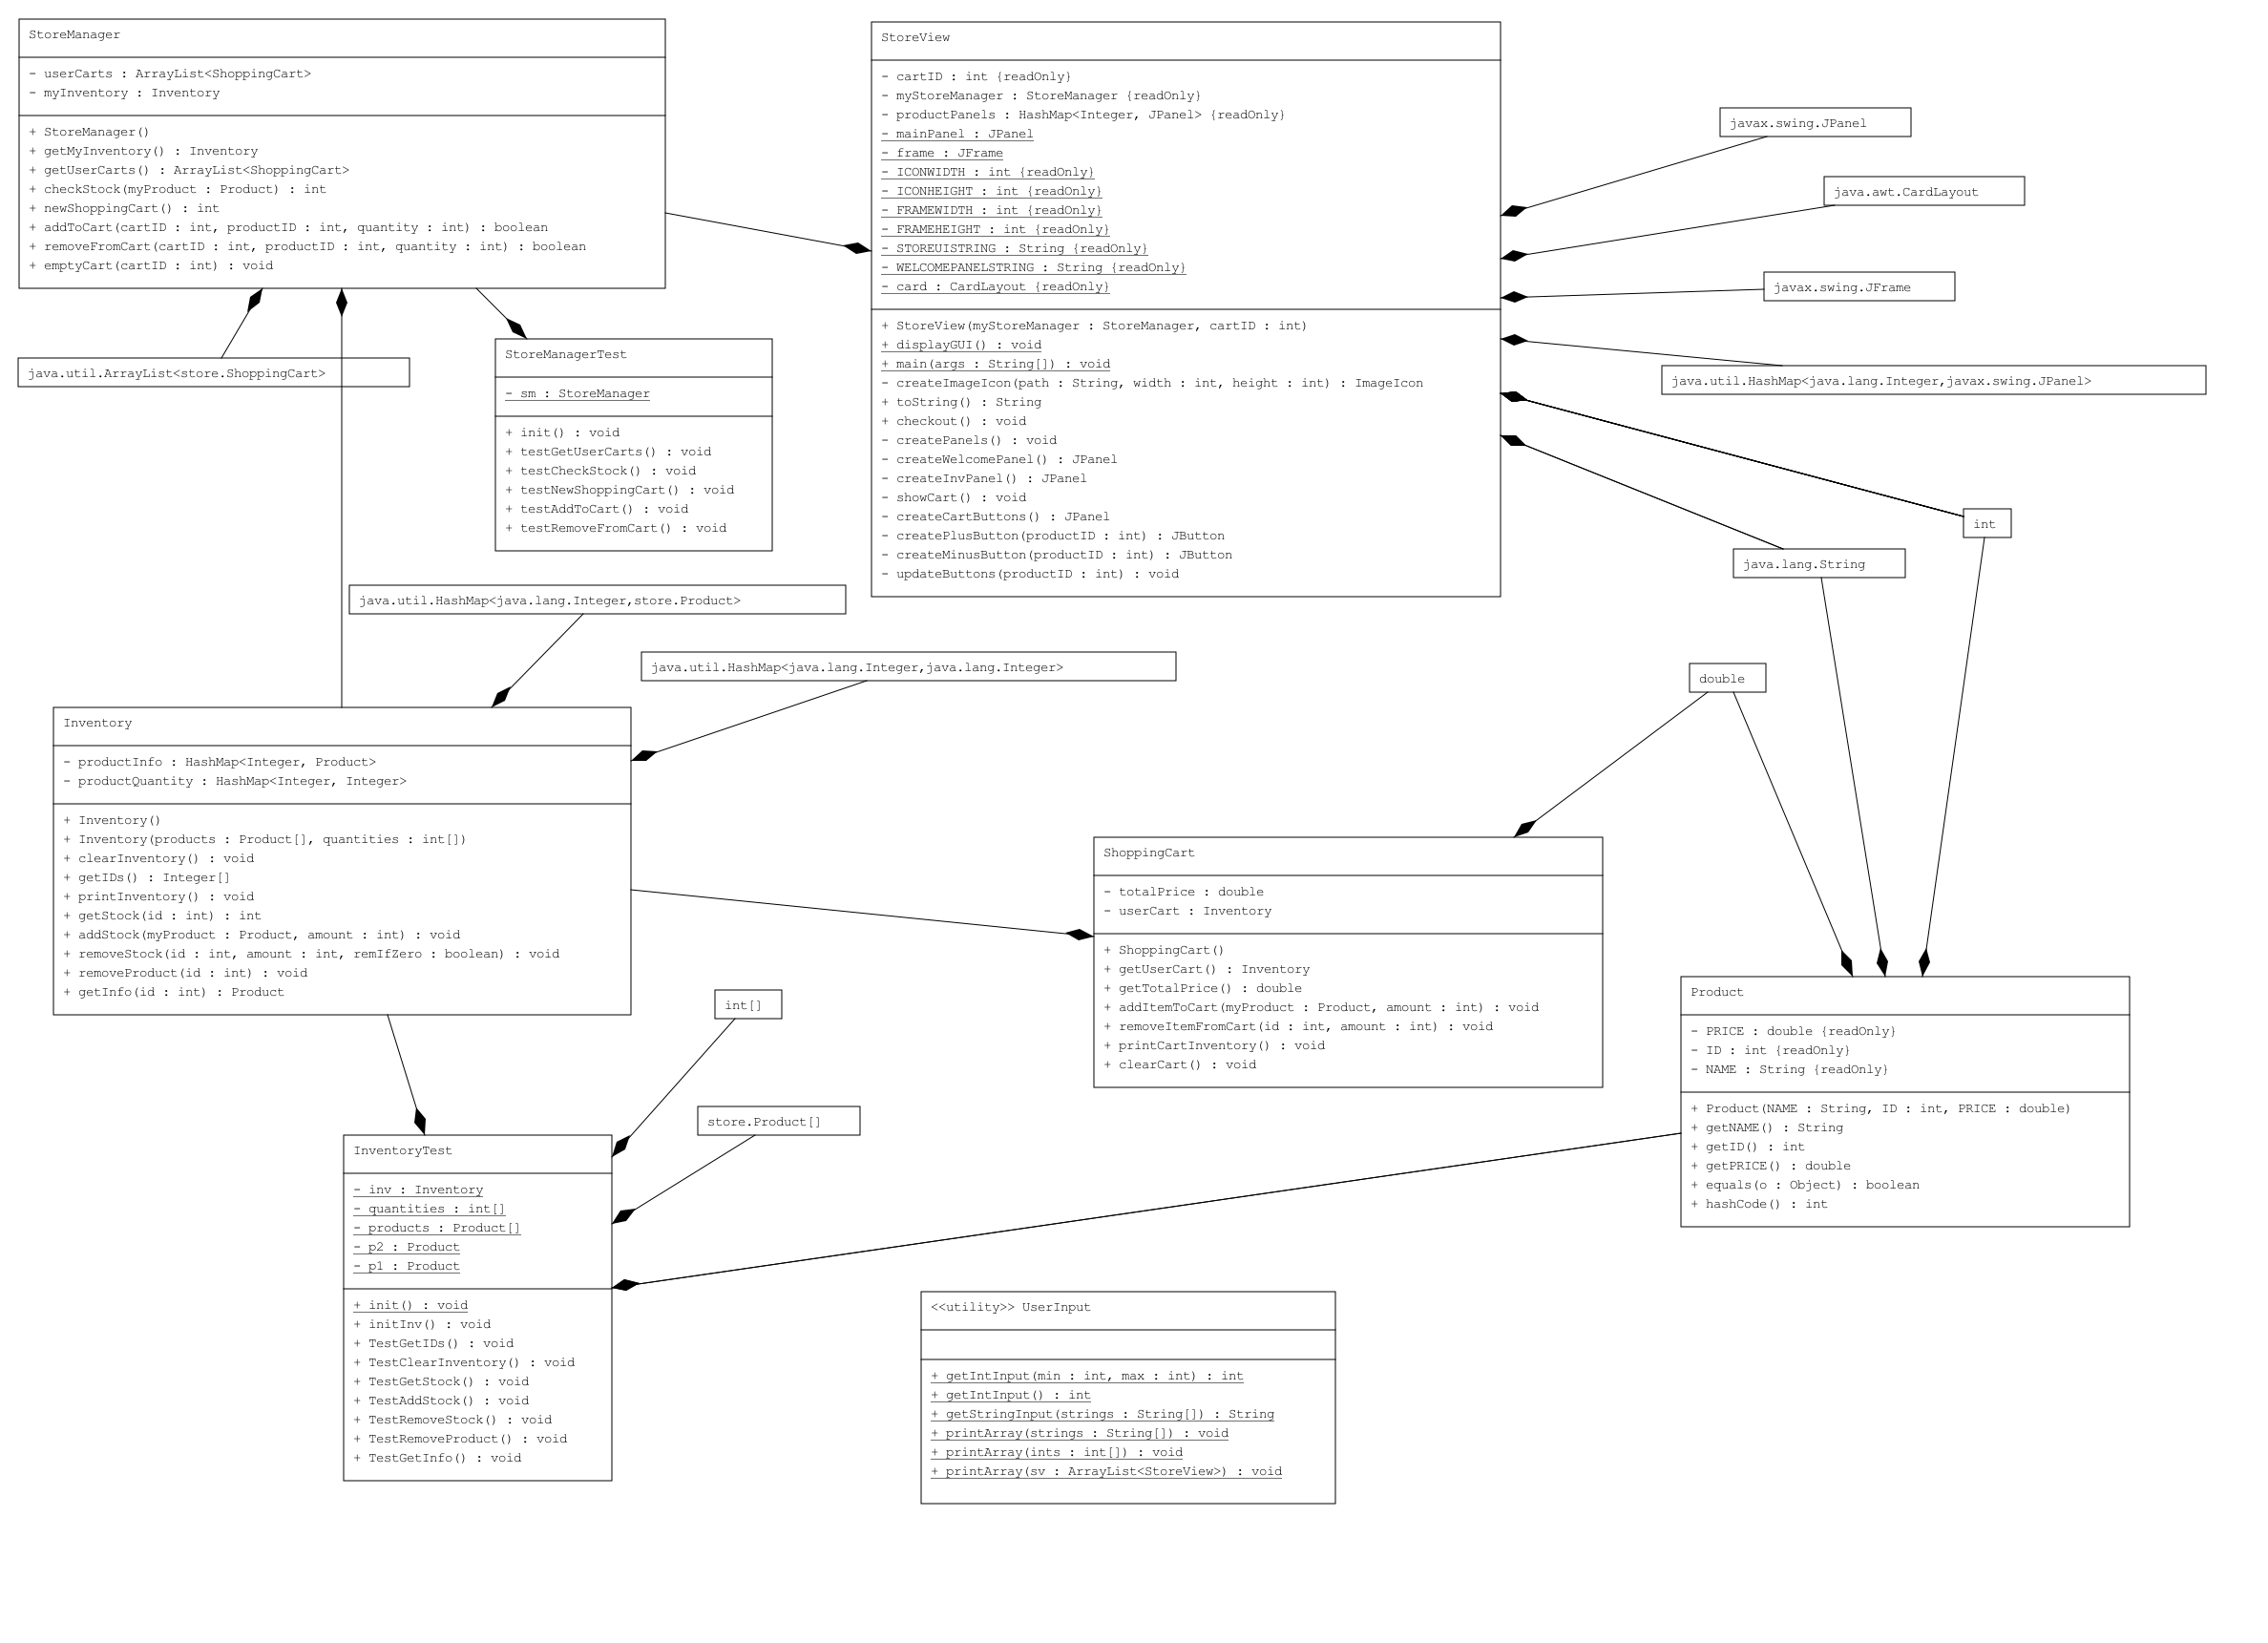 StoreManager
- userCarts : ArrayList<ShoppingCart>
- myInventory : Inventory
+ StoreManager()
+ getMyInventory() : Inventory
+ getUserCarts() : ArrayList<ShoppingCart>
+ checkStock(myProduct : Product) : int
+ newShoppingCart() : int
+ addToCart(cartID : int, productID : int, quantity : int) : boolean
+ removeFromCart(cartID : int, productID : int, quantity : int) : boolean
+ emptyCart(cartID : int) : void
StoreView
- cartID : int {readOnly}
- myStoreManager : StoreManager {readOnly}
- productPanels : HashMap<Integer, JPanel> {readOnly}
- mainPanel : JPanel
- frame : JFrame
- ICONWIDTH : int {readOnly}
- ICONHEIGHT : int {readOnly}
- FRAMEWIDTH : int {readOnly}
- FRAMEHEIGHT : int {readOnly}
- STOREUISTRING : String {readOnly}
- WELCOMEPANELSTRING : String {readOnly}
- card : CardLayout {readOnly}
+ StoreView(myStoreManager : StoreManager, cartID : int)
+ displayGUI() : void
+ main(args : String[]) : void
- createImageIcon(path : String, width : int, height : int) : ImageIcon
+ toString() : String
+ checkout() : void
- createPanels() : void
- createWelcomePanel() : JPanel
- createInvPanel() : JPanel
- showCart() : void
- createCartButtons() : JPanel
- createPlusButton(productID : int) : JButton
- createMinusButton(productID : int) : JButton
- updateButtons(productID : int) : void
javax.swing.JPanel
java.awt.CardLayout
javax.swing.JFrame
java.util.HashMap<java.lang.Integer,javax.swing.JPanel>
int
java.lang.String
java.util.ArrayList<store.ShoppingCart>
StoreManagerTest
- sm : StoreManager
+ init() : void
+ testGetUserCarts() : void
+ testCheckStock() : void
+ testNewShoppingCart() : void
+ testAddToCart() : void
+ testRemoveFromCart() : void
java.util.HashMap<java.lang.Integer,store.Product>
java.util.HashMap<java.lang.Integer,java.lang.Integer>
double
Inventory
- productInfo : HashMap<Integer, Product>
- productQuantity : HashMap<Integer, Integer>
+ Inventory()
+ Inventory(products : Product[], quantities : int[])
+ clearInventory() : void
+ getIDs() : Integer[]
+ printInventory() : void
+ getStock(id : int) : int
+ addStock(myProduct : Product, amount : int) : void
+ removeStock(id : int, amount : int, remIfZero : boolean) : void
+ removeProduct(id : int) : void
+ getInfo(id : int) : Product
ShoppingCart
- totalPrice : double
- userCart : Inventory
+ ShoppingCart()
+ getUserCart() : Inventory
+ getTotalPrice() : double
+ addItemToCart(myProduct : Product, amount : int) : void
+ removeItemFromCart(id : int, amount : int) : void
+ printCartInventory() : void
+ clearCart() : void
Product
- PRICE : double {readOnly}
- ID : int {readOnly}
- NAME : String {readOnly}
+ Product(NAME : String, ID : int, PRICE : double)
+ getNAME() : String
+ getID() : int
+ getPRICE() : double
+ equals(o : Object) : boolean
+ hashCode() : int
int[]
store.Product[]
InventoryTest
- inv : Inventory
- quantities : int[]
- products : Product[]
- p2 : Product
- p1 : Product
+ init() : void
+ initInv() : void
+ TestGetIDs() : void
+ TestClearInventory() : void
+ TestGetStock() : void
+ TestAddStock() : void
+ TestRemoveStock() : void
+ TestRemoveProduct() : void
+ TestGetInfo() : void
<<utility>> UserInput
+ getIntInput(min : int, max : int) : int
+ getIntInput() : int
+ getStringInput(strings : String[]) : String
+ printArray(strings : String[]) : void
+ printArray(ints : int[]) : void
+ printArray(sv : ArrayList<StoreView>) : void